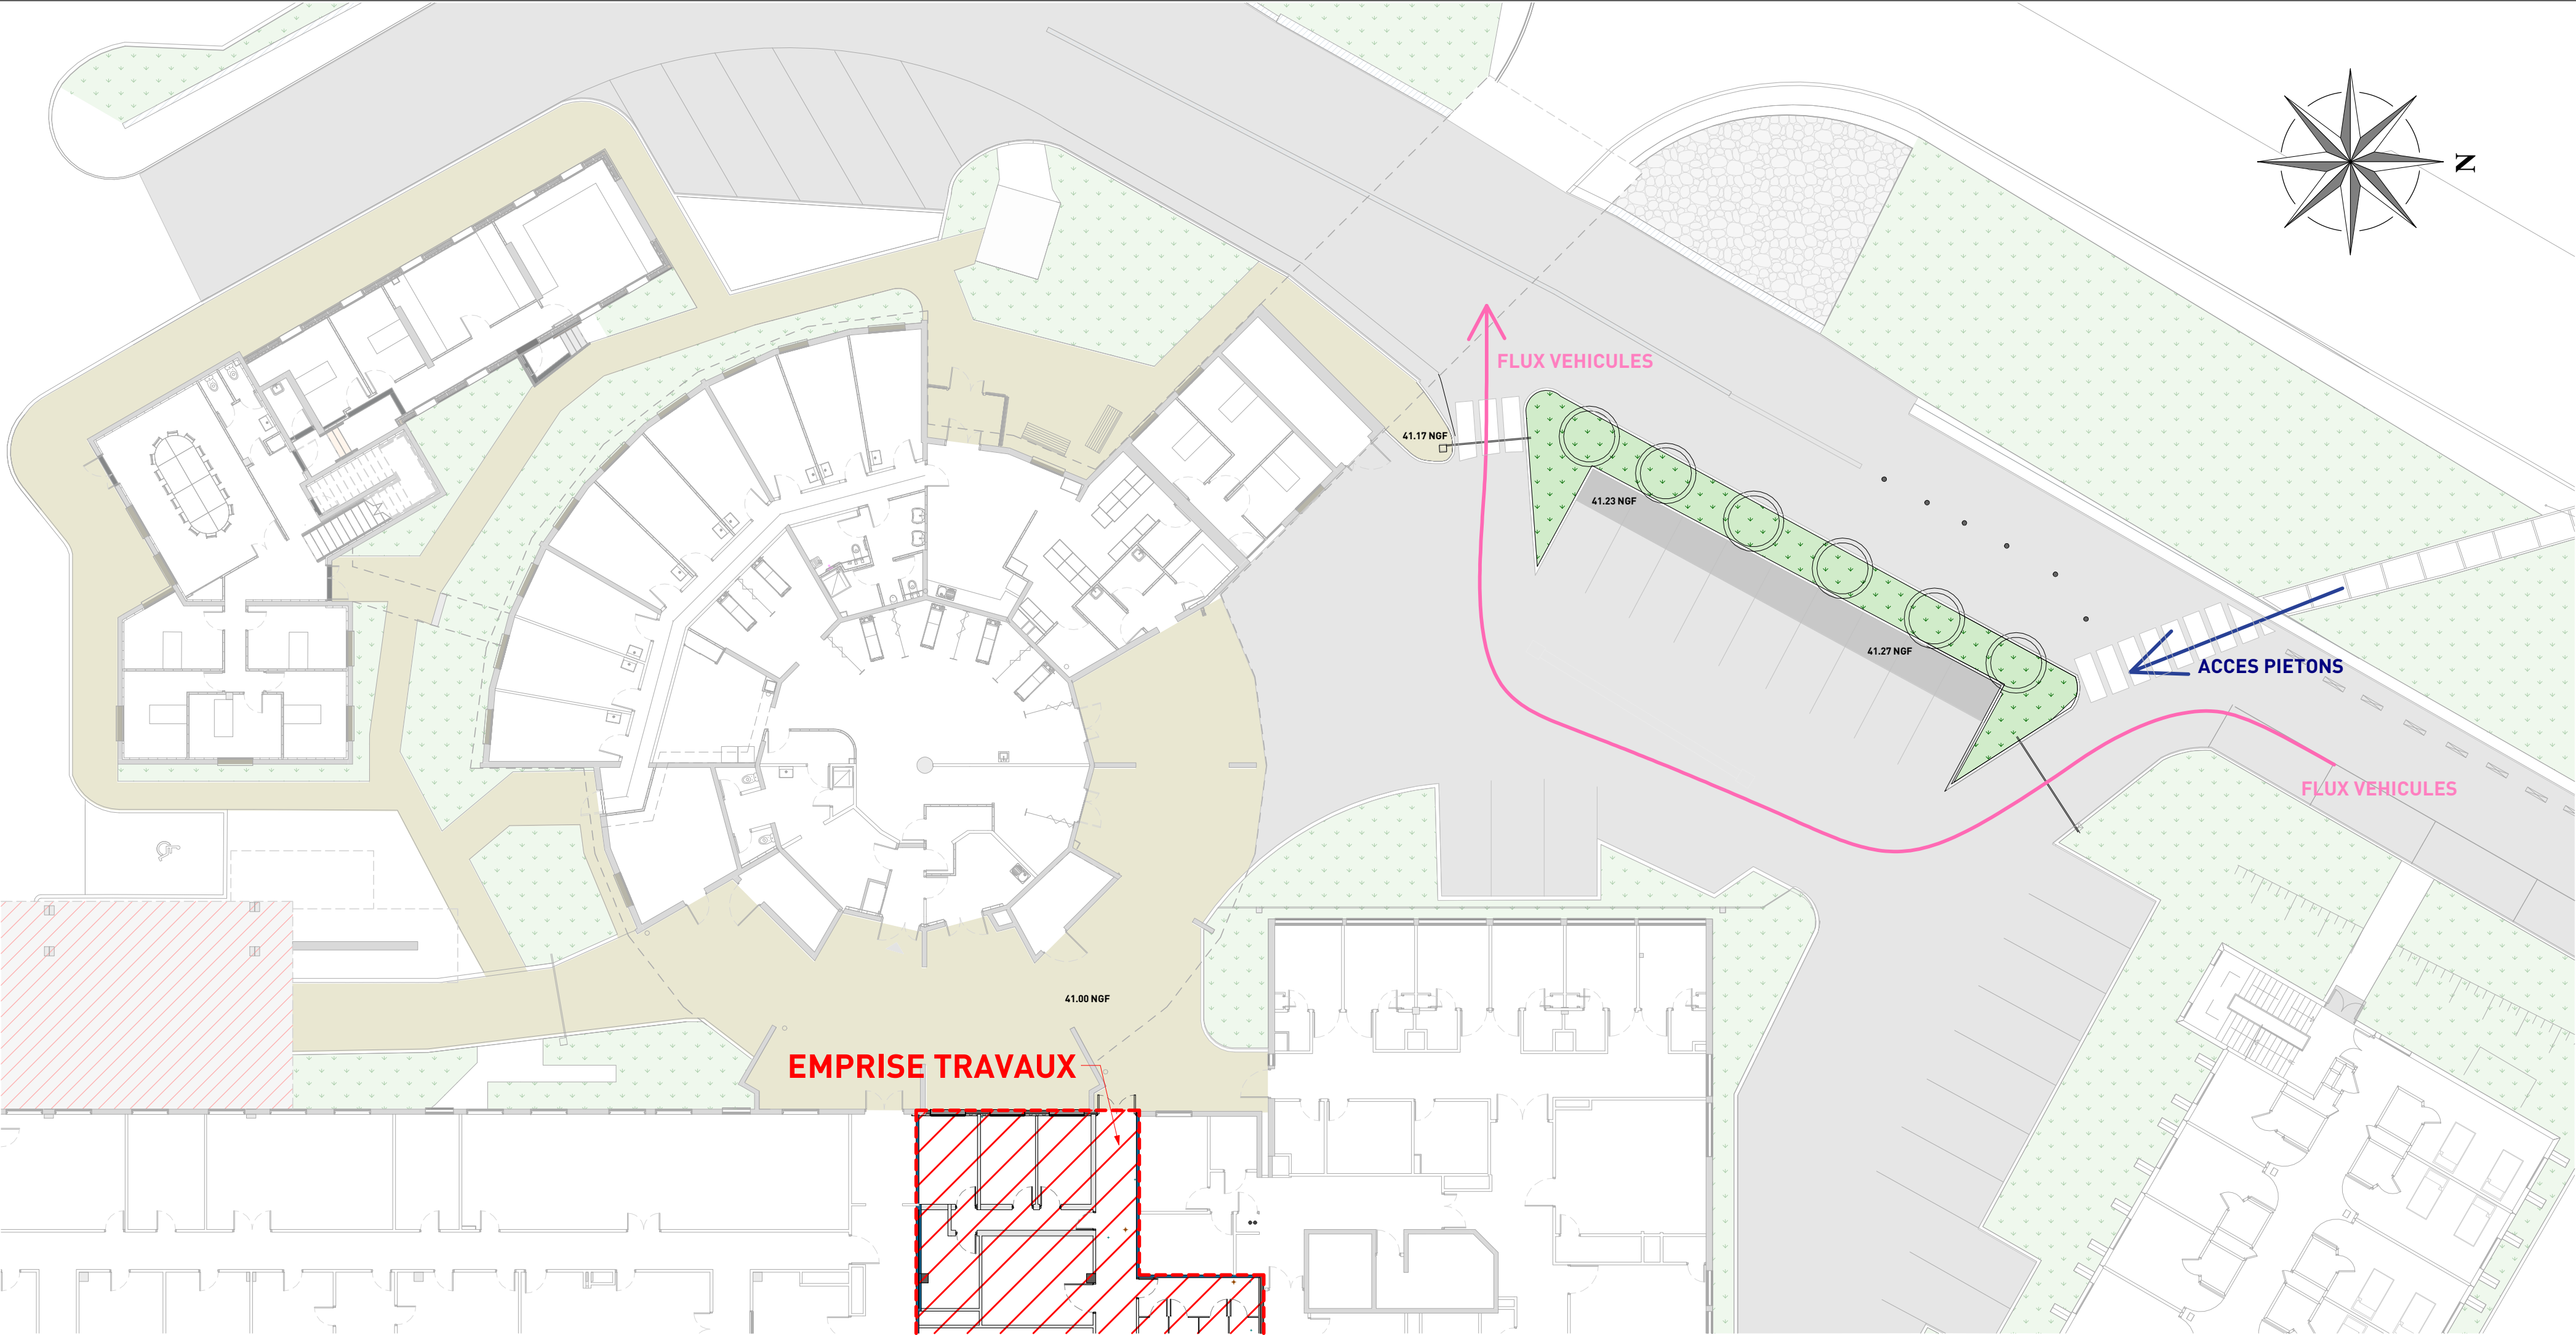 N
FLUX VEHICULES
41.17 NGF
41.23 NGF
41.27 NGF
ACCES PIETONS
FLUX VEHICULES
41.00 NGF
EMPRISE TRAVAUX